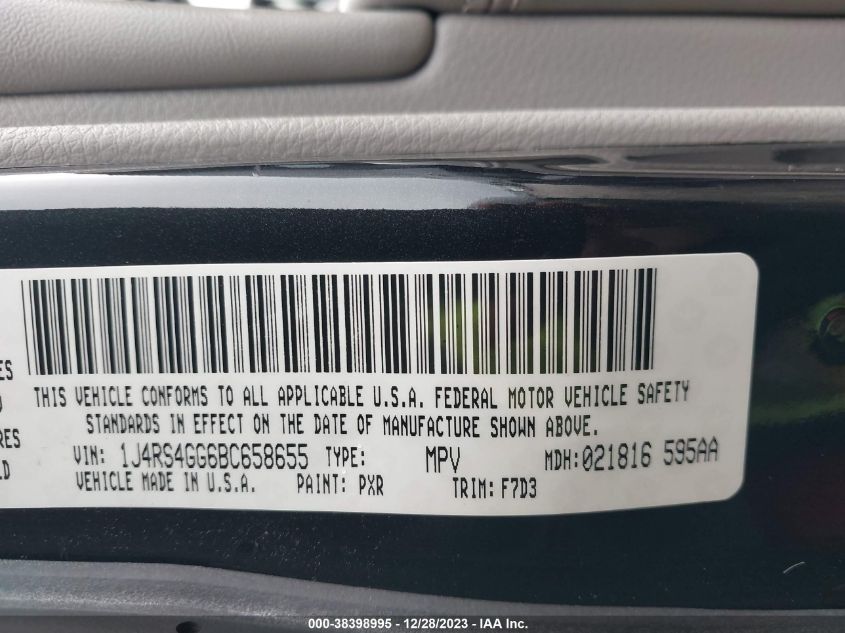 THIS VEHICLE CONFORMS TO ALL APPLICABLE U.S.A. FEDERAL MOTOR VEHICLE SAFETY
STANDARDS IN EFFECT ON THE DATE OF MANUFACTURE SHOWN ABOVE.
VIN: 1J4RS4GG6BC658655 TYPE: MPV MDH:021816 595AA
VEHICLE MADE IN U.S.A. PAINT: PXR TRIM: F7D3
000-38398995 - 12/28/2023 - IAA Inc.